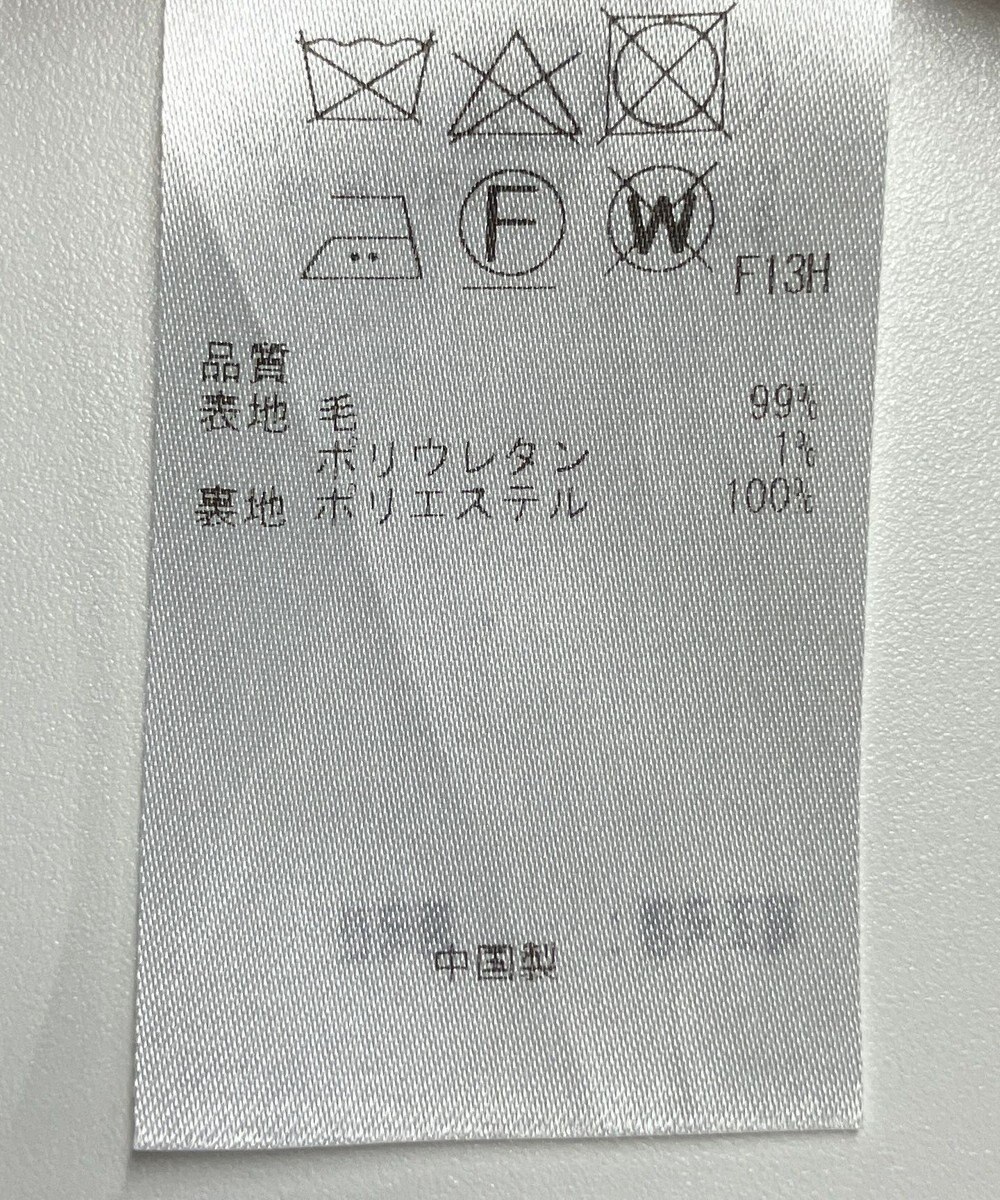 F W
F13H
品質
表地 毛 99%
ポリウレタン 1%
裏地 ポリエステル 100%
中国製